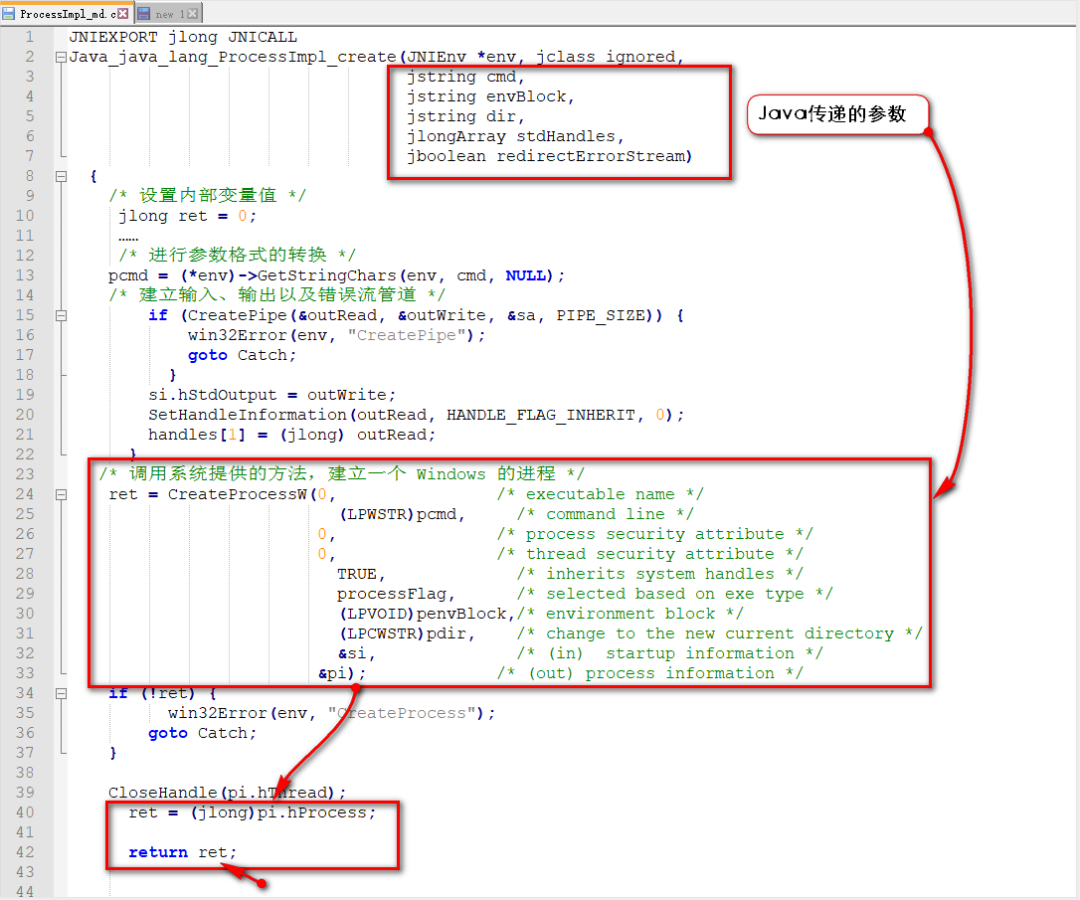 ProcessImpl_md.c new 1
1 JNIEXPORT jlong JNICALL
2 Java_java_lang_ProcessImpl_create(JNIEnv *env, jclass ignored,
3 jstring cmd,
4 jstring envBlock,
5 jstring dir,
Java传递的参数
6 jlongArray stdHandles,
7 jboolean redirectErrorStream)
8 {
9 /* 设置内部变量值 */
10 jlong ret = 0;
11 ……
12 /* 进行参数格式的转换 */
13 pcmd = (*env)->GetStringChars(env, cmd, NULL);
14 /* 建立输入、输出以及错误流管道 */
15 if (CreatePipe(&outRead, &outWrite, &sa, PIPE_SIZE)) {
16 win32Error(env, "CreatePipe");
17 goto Catch;
18 }
19 si.hStdOutput = outWrite;
20 SetHandleInformation(outRead, HANDLE_FLAG_INHERIT, 0);
21 handles[1] = (jlong) outRead;
22 }
23 /* 调用系统提供的方法，建立一个 Windows 的进程 */
24 ret = CreateProcessW(0, /* executable name */
25 (LPWSTR)pcmd, /* command line */
26 0, /* process security attribute */
27 0, /* thread security attribute */
28 TRUE, /* inherits system handles */
29 processFlag, /* selected based on exe type */
30 (LPVOID)penvBlock,/* environment block */
31 (LPCWSTR)pdir, /* change to the new current directory */
32 &si, /* (in) startup information */
33 &pi); /* (out) process information */
34 if (!ret) {
35 win32Error(env, "CreateProcess");
36 goto Catch;
37 }
38
39 CloseHandle(pi.hThread);
40 ret = (jlong)pi.hProcess;
41
42 return ret;
43
44